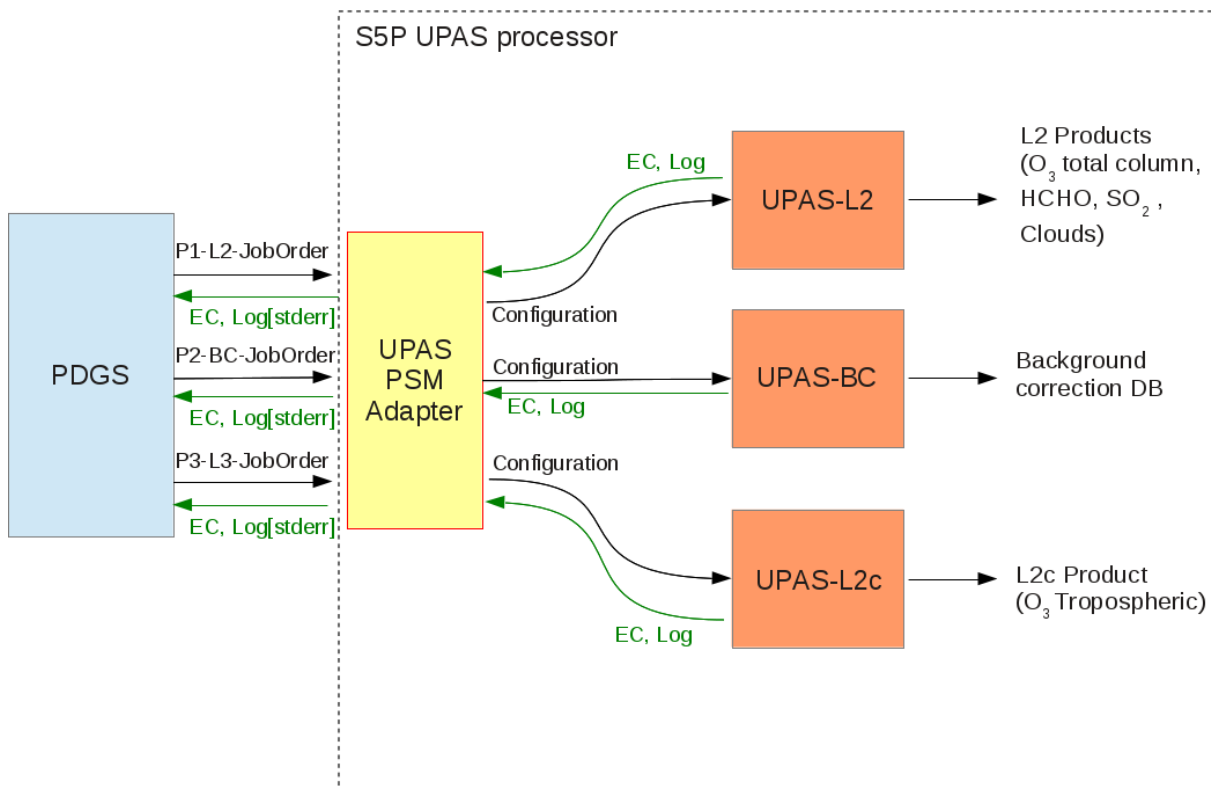 S5P UPAS processor
PDGS
P1-L2-JobOrder
EC, Log[stderr]
P2-BC-JobOrder
EC, Log[stderr]
P3-L3-JobOrder
EC, Log[stderr]
UPAS
PSM
Adapter
EC, Log
Configuration
Configuration
EC, Log
Configuration
EC, Log
UPAS-L2
UPAS-BC
UPAS-L2c
L2 Products
(O₃ total column,
HCHO, SO₂ ,
Clouds)
Background
correction DB
L2c Product
(O₃ Tropospheric)